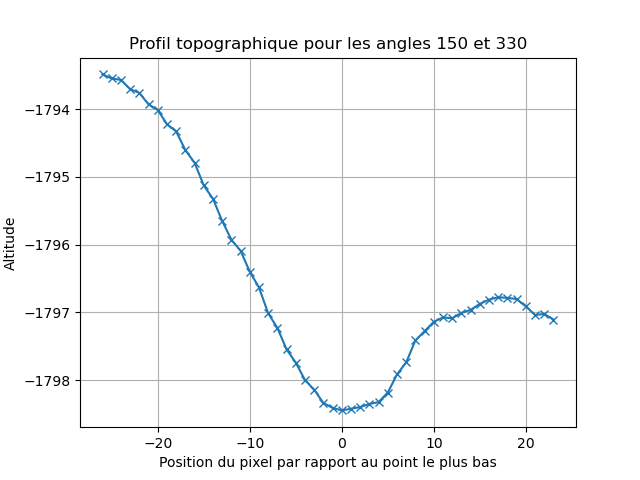 Profil topographique pour les angles 150 et 330
Altitude
−1794
−1795
−1796
−1797
−1798
−20 −10 0 10 20
Position du pixel par rapport au point le plus bas